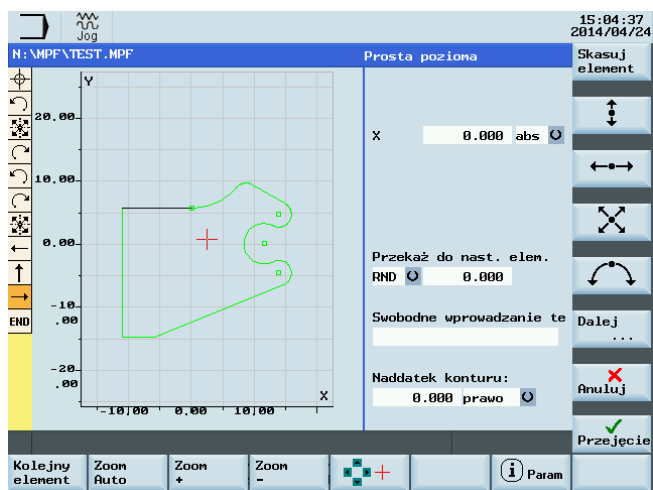 Jog
15:04:37
2014/04/24
N:\MPF\TEST.MPF
Prosta pozioma
Skasuj
element
Y
20,00
10,00
0,00
-10
.00
-20
.00
X
-10,00 0,00 10,00
END
X 0.000 abs
Przekaż do nast. elem.
RND 0.000
Swobodne wprowadzanie te
Naddatek konturu:
0.000 prawo
Dalej
...
Anuluj
Przejęcie
Kolejny
element
Zoom
Auto
Zoom
+
Zoom
-
i Param